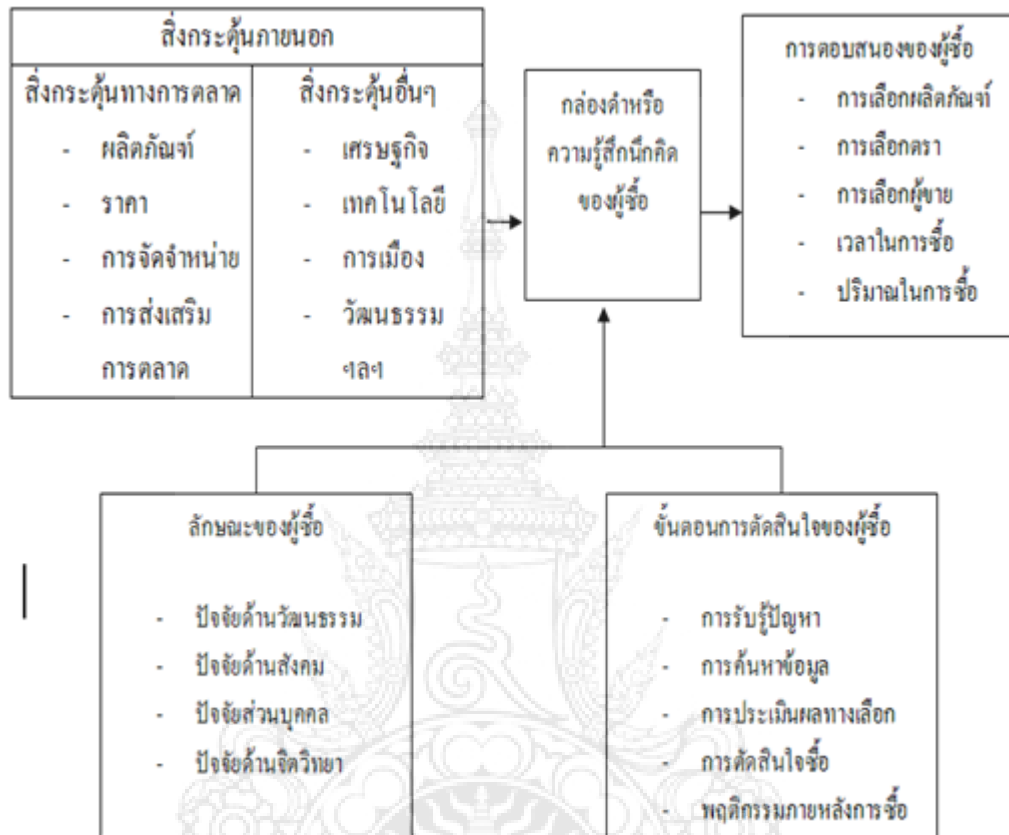 สิ่งกระตุ้นภายนอก
สิ่งกระตุ้นทางการตลาด
- ผลิตภัณฑ์
- ราคา
- การจัดจำหน่าย
- การส่งเสริม
การตลาด
สิ่งกระตุ้นอื่นๆ
- เศรษฐกิจ
- เทคโนโลยี
- การเมือง
- วัฒนธรรม
ฯลฯ
กล่องดำหรือ
ความรู้สึกนึกคิด
ของผู้ซื้อ
การตอบสนองของผู้ซื้อ
- การเลือกผลิตภัณฑ์
- การเลือกตรา
- การเลือกผู้ขาย
- เวลาในการซื้อ
- ปริมาณในการซื้อ
ลักษณะของผู้ซื้อ
- ปัจจัยด้านวัฒนธรรม
- ปัจจัยด้านสังคม
- ปัจจัยส่วนบุคคล
- ปัจจัยด้านจิตวิทยา
ขั้นตอนการตัดสินใจของผู้ซื้อ
- การรับรู้ปัญหา
- การค้นหาข้อมูล
- การประเมินผลทางเลือก
- การตัดสินใจซื้อ
- พฤติกรรมภายหลังการซื้อ